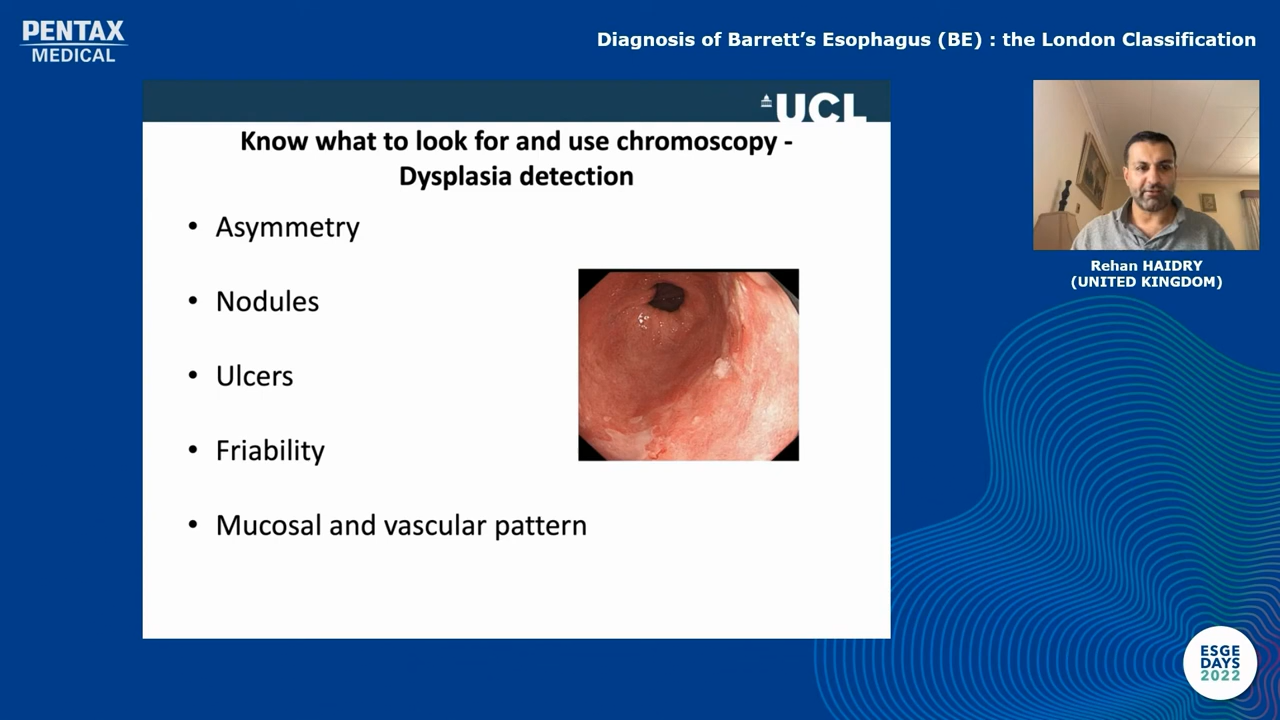 PENTAX
MEDICAL
Diagnosis of Barrett’s Esophagus (BE) : the London Classification
UCL
Know what to look for and use chromoscopy -
Dysplasia detection
• Asymmetry
• Nodules
• Ulcers
• Friability
• Mucosal and vascular pattern
Rehan HAIDRY
(UNITED KINGDOM)
ESGE
DAYS
2022